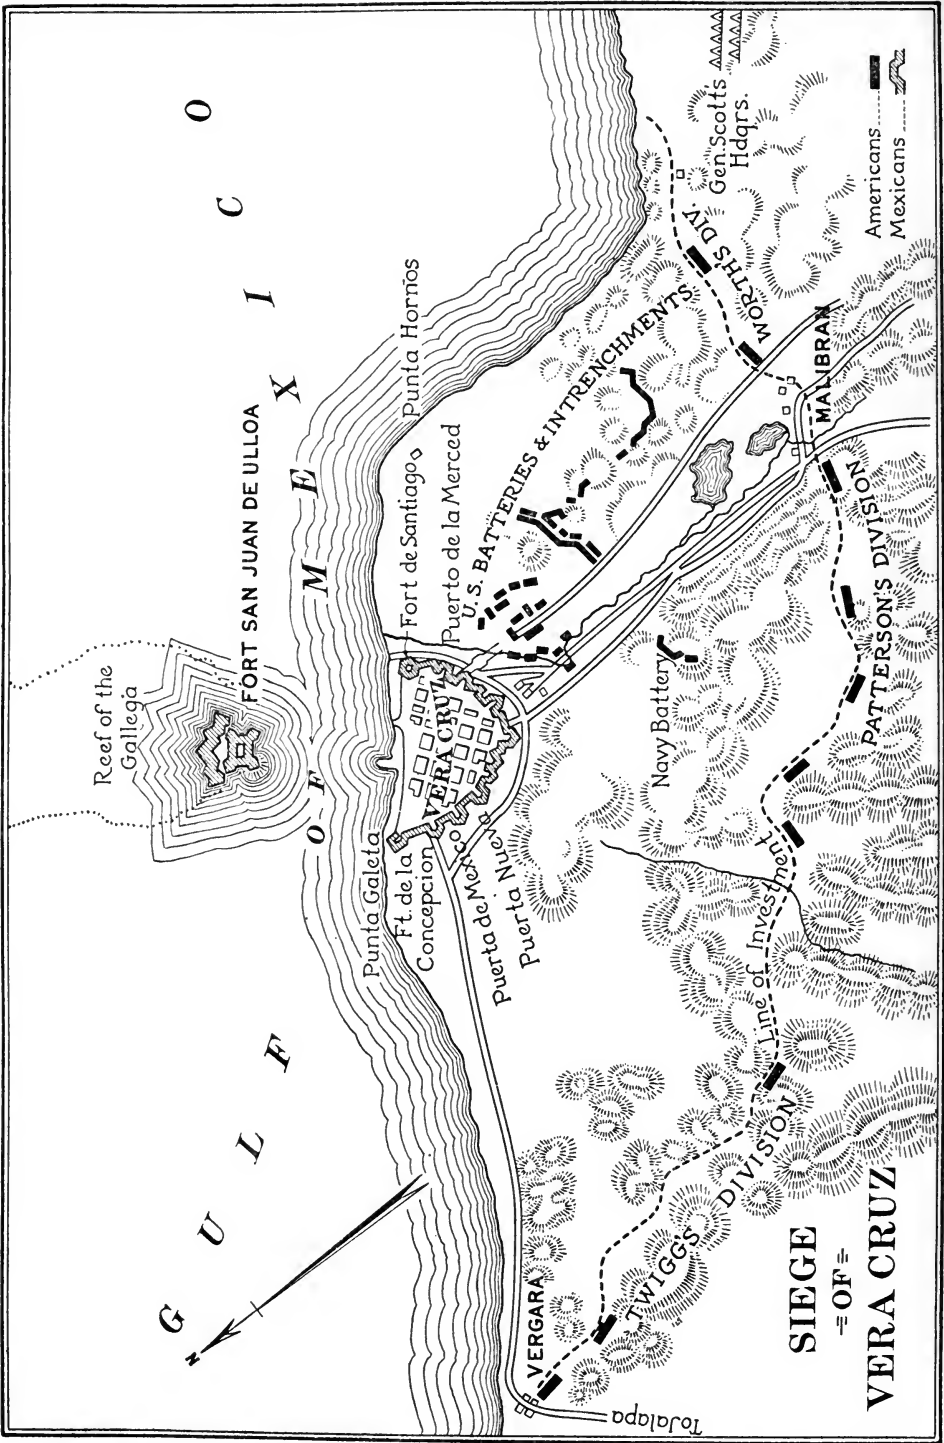 GULF OF MEXICO
Reef of the
Gallega
FORT SAN JUAN DE ULLOA
N
Punta Galeta
Ft. de la
Concepcion
Puerta de Mexico
Puerta Nuev
VERA CRUZ
Fort de Santiago
Punta Hornos
Puerto de la Merced
U. S. BATTERIES & INTRENCHMENTS
Navy Battery
WORTH'S DIV.
Gen. Scott's
Hdqrs.
MALIBRAN
PATTERSON'S DIVISION
Line of Investment
TWIGG'S DIVISION
VERGARA
To Jalapa
SIEGE
OF
VERA CRUZ
Americans
Mexicans